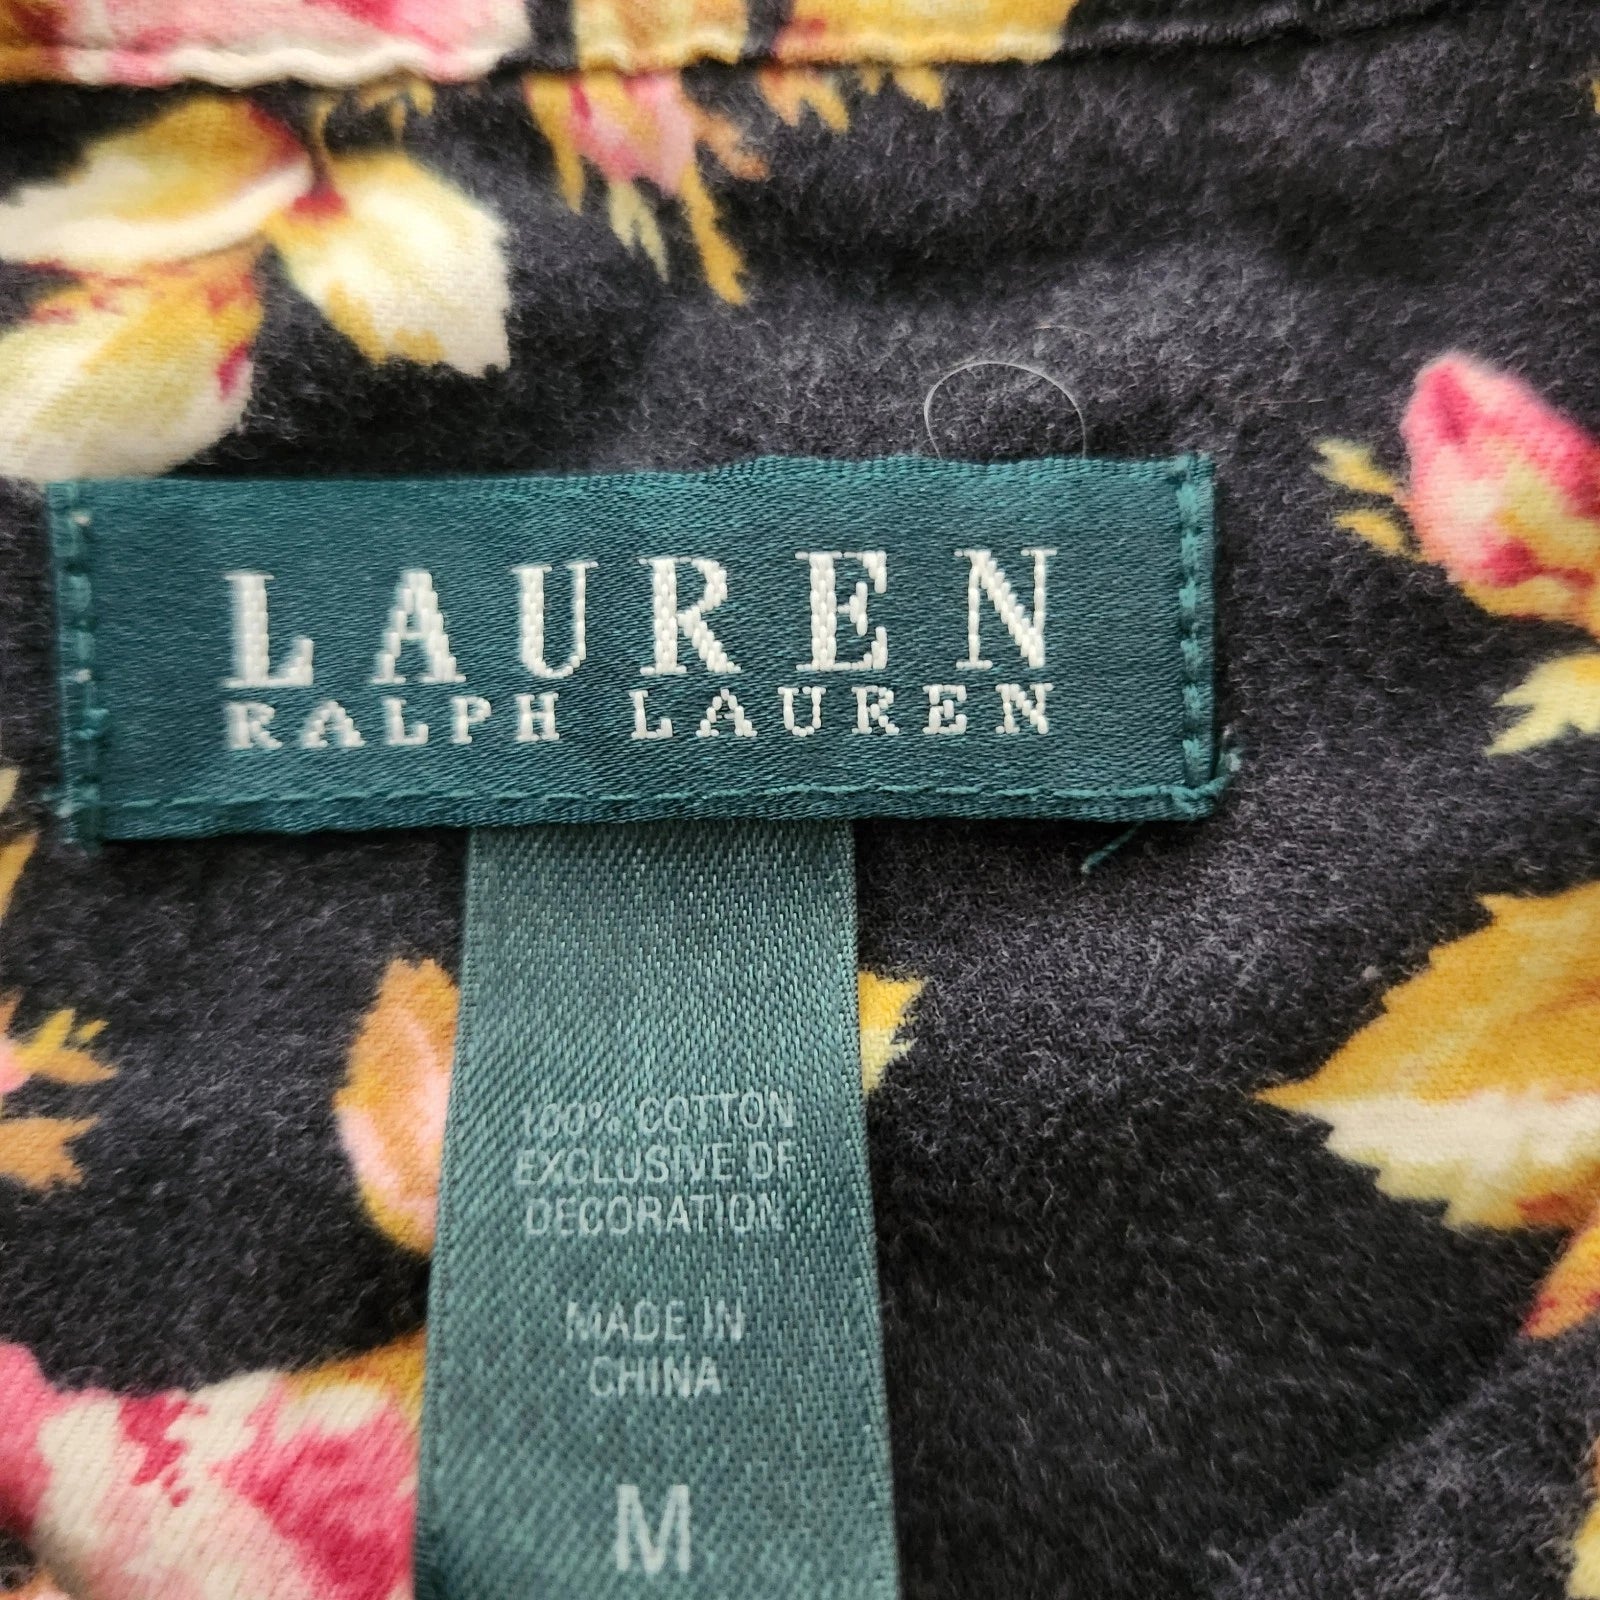 LAUREN
RALPH LAUREN
100% COTTON
EXCLUSIVE OF
DECORATION
MADE IN
CHINA
M